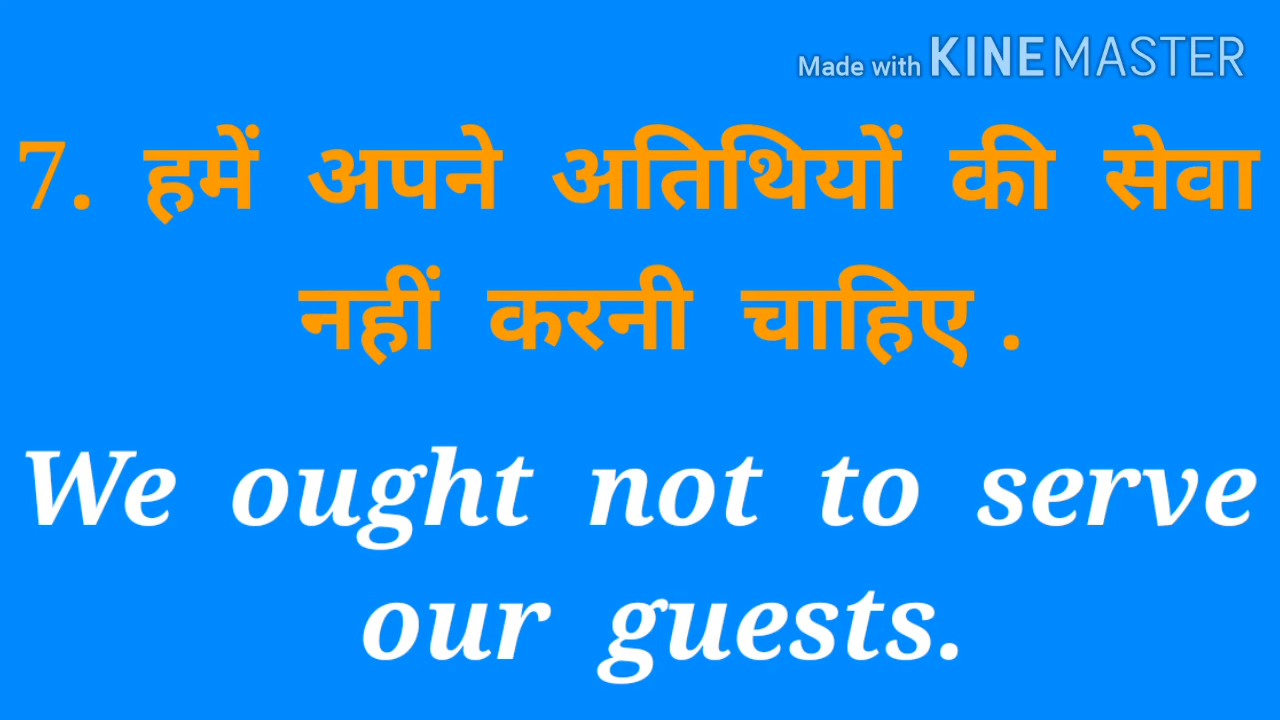 Made with KINEMASTER
7. हमें अपने अतिथियों की सेवा
नहीं करनी चाहिए .
We ought not to serve
our guests.